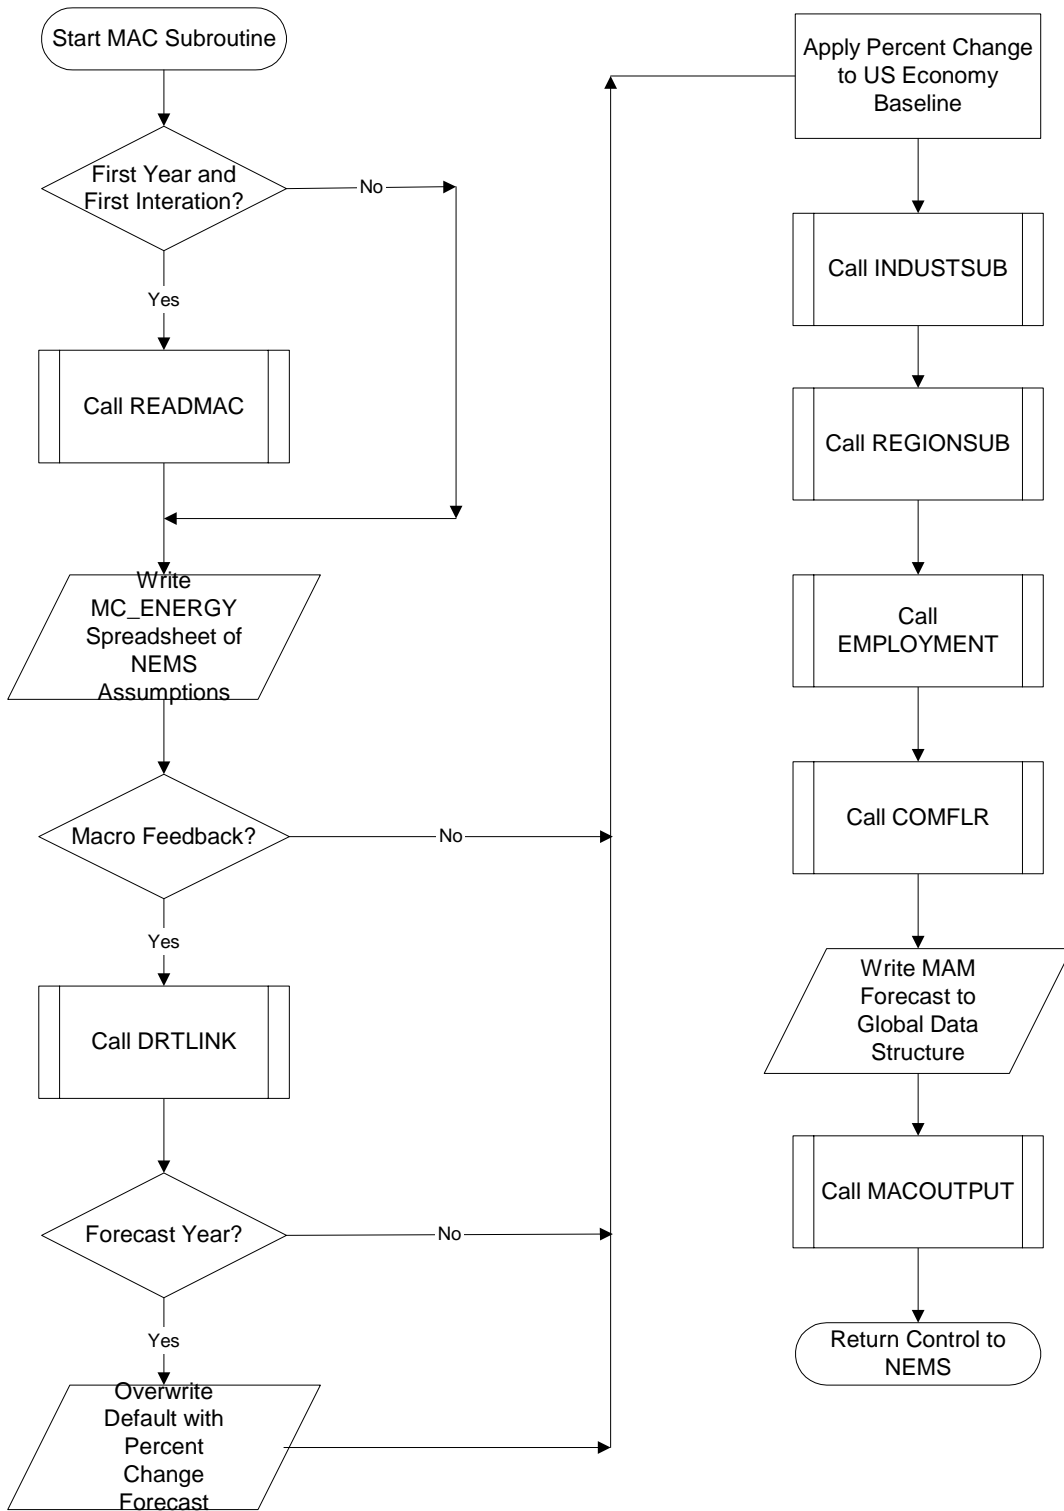 Start MAC Subroutine
First Year and
First Interation?
No
Yes
Call READMAC
Write
MC_ENERGY
Spreadsheet of
NEMS
Assumptions
Macro Feedback?
No
Yes
Call DRTLINK
Forecast Year?
No
Yes
Overwrite
Default with
Percent
Change
Forecast
Apply Percent Change
to US Economy
Baseline
Call INDUSTSUB
Call REGIONSUB
Call
EMPLOYMENT
Call COMFLR
Write MAM
Forecast to
Global Data
Structure
Call MACOUTPUT
Return Control to
NEMS